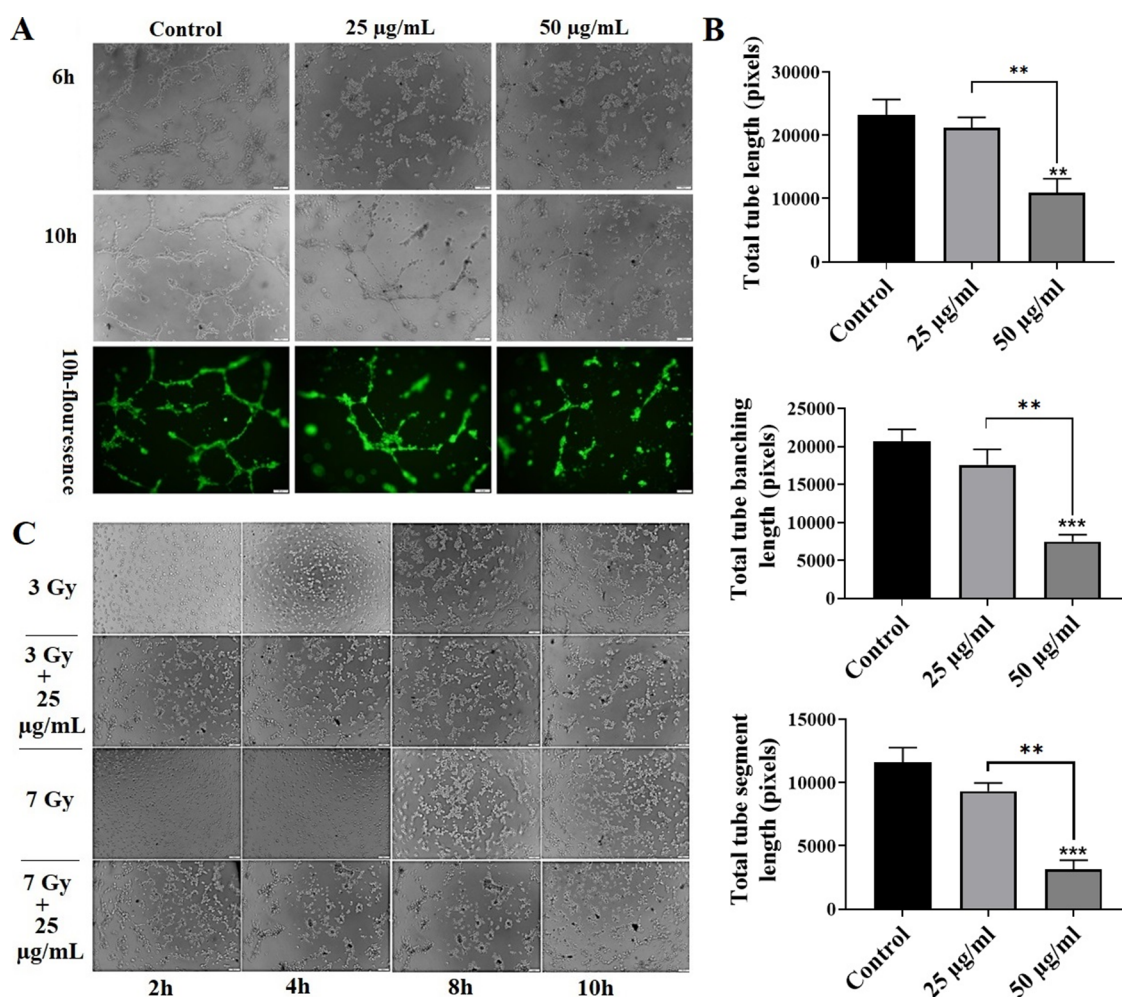 A
Control
25 µg/mL
50 µg/mL
6h
10h
10h-flouresence
B
Total tube length (pixels)
30000
20000
10000
0
**
**
Control
25 µg/ml
50 µg/ml
Total tube banching
length (pixels)
25000
20000
15000
10000
5000
0
**
***
Control
25 µg/ml
50 µg/ml
Total tube segment
length (pixels)
15000
10000
5000
0
**
***
Control
25 µg/ml
50 µg/ml
C
3 Gy
3 Gy
+
25
µg/mL
7 Gy
7 Gy
+
25
µg/mL
2h
4h
8h
10h